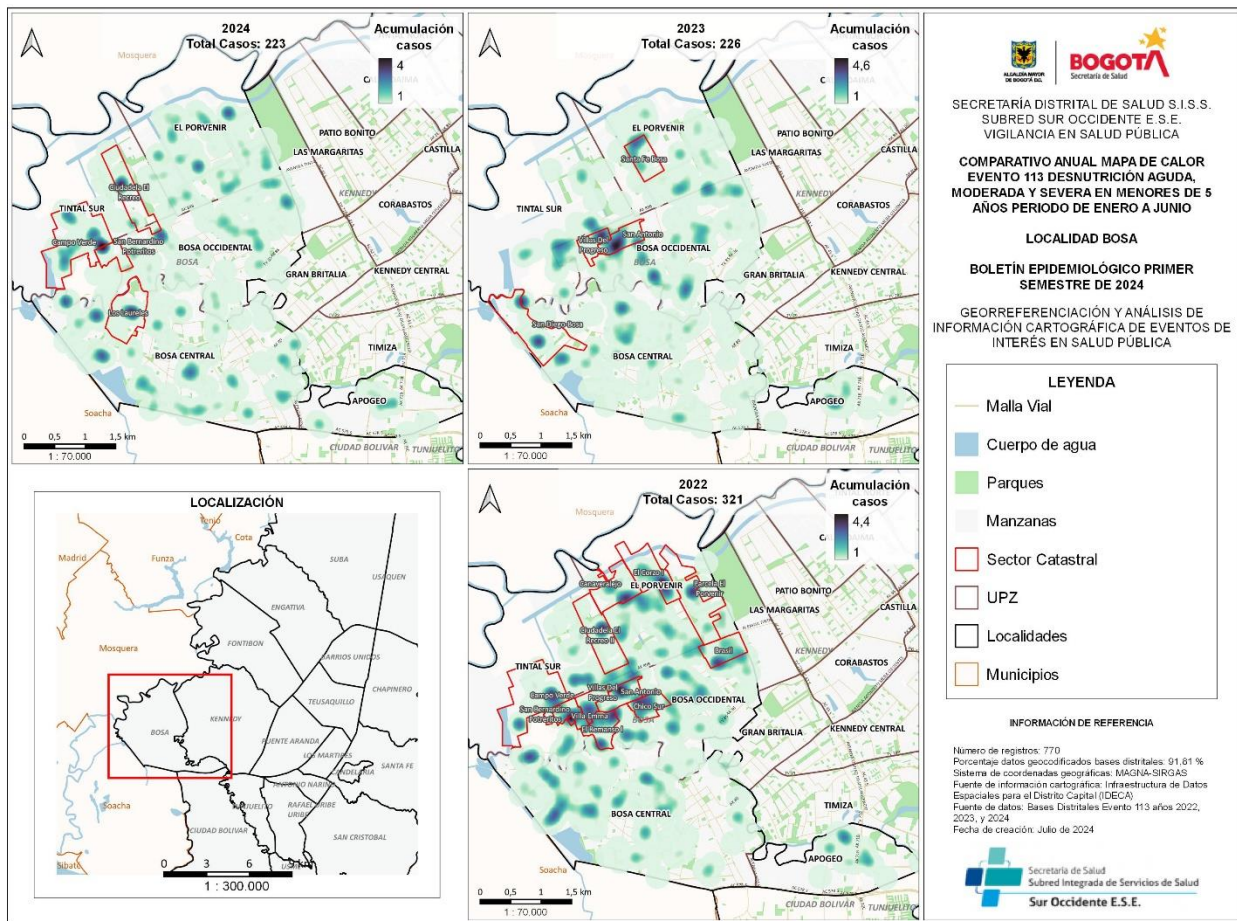 2024
Total Casos: 223
Acumulación
casos
4
1
Mosquera
EL PORVENIR
PATIO BONITO
LAS MARGARITAS
CASTILLA
KENNEDY
Ciudadela El
Recreo
TINTAL SUR
CORABASTOS
Campo Verde
San Bernardino
Potreritos
BOSA OCCIDENTAL
BOSA
GRAN BRITALIA
KENNEDY CENTRAL
Los Laureles
BOSA CENTRAL
TIMIZA
Soacha
APOGEO
CIUDAD BOLIVAR
TUNJUELITO
0 0,5 1 1,5 km
1 : 70.000
2023
Total Casos: 226
Acumulación
casos
4,6
1
Mosquera
EL PORVENIR
Santa Fe Bosa
PATIO BONITO
LAS MARGARITAS
CASTILLA
KENNEDY
TINTAL SUR
CORABASTOS
Villas Del
Progreso
San Antonio
BOSA OCCIDENTAL
BOSA
GRAN BRITALIA
KENNEDY CENTRAL
San Diego Bosa
BOSA CENTRAL
TIMIZA
Soacha
APOGEO
CIUDAD BOLIVAR
TUNJUELITO
0 0,5 1 1,5 km
1 : 70.000
LOCALIZACIÓN
Tenjo
Cota
Madrid
Funza
SUBA
USAQUEN
ENGATIVA
FONTIBON
Mosquera
BARRIOS UNIDOS
CHAPINERO
TEUSAQUILLO
KENNEDY
BOSA
PUENTE ARANDA
LOS MARTIRES
CANDELARIA
SANTA FE
ANTONIO NARIÑO
Soacha
TUNJUELITO
RAFAEL URIBE
URIBE
CIUDAD BOLIVAR
SAN CRISTOBAL
Sibate
0 3 6 9 km
1 : 300.000
2022
Total Casos: 321
Acumulación
casos
4,4
1
Mosquera
El Corzo I
Canaveralejo
EL PORVENIR
Parcela El
Porvenir
PATIO BONITO
LAS MARGARITAS
CASTILLA
KENNEDY
Ciudadela El
Recreo II
Brasil
TINTAL SUR
CORABASTOS
Campo Verde
Villas Del
Progreso
San Antonio
San Bernardino
Potreritos
Villa Emma
Chico Sur
BOSA OCCIDENTAL
El Remanso I
GRAN BRITALIA
KENNEDY CENTRAL
BOSA CENTRAL
TIMIZA
Soacha
APOGEO
CIUDAD BOLIVAR
TUNJUELITO
0 0,5 1 1,5 km
1 : 70.000
ALCALDÍA MAYOR
DE BOGOTÁ D.C.
BOGOTÁ
Secretaría de Salud
SECRETARÍA DISTRITAL DE SALUD S.I.S.S.
SUBRED SUR OCCIDENTE E.S.E.
VIGILANCIA EN SALUD PÚBLICA
COMPARATIVO ANUAL MAPA DE CALOR
EVENTO 113 DESNUTRICIÓN AGUDA,
MODERADA Y SEVERA EN MENORES DE 5
AÑOS PERIODO DE ENERO A JUNIO
LOCALIDAD BOSA
BOLETÍN EPIDEMIOLÓGICO PRIMER
SEMESTRE DE 2024
GEORREFERENCIACIÓN Y ANÁLISIS DE
INFORMACIÓN CARTOGRÁFICA DE EVENTOS DE
INTERÉS EN SALUD PÚBLICA
LEYENDA
Malla Vial
Cuerpo de agua
Parques
Manzanas
Sector Catastral
UPZ
Localidades
Municipios
INFORMACIÓN DE REFERENCIA
Número de registros: 770
Porcentaje datos geocodificados bases distritales: 91,81 %
Sistema de coordenadas geográficas: MAGNA-SIRGAS
Fuente de información cartográfica: Infraestructura de Datos
Espaciales para el Distrito Capital (IDECA)
Fuente de datos: Bases Distritales Evento 113 años 2022,
2023, y 2024
Fecha de creación: Julio de 2024
Secretaría de Salud
Subred Integrada de Servicios de Salud
Sur Occidente E.S.E.